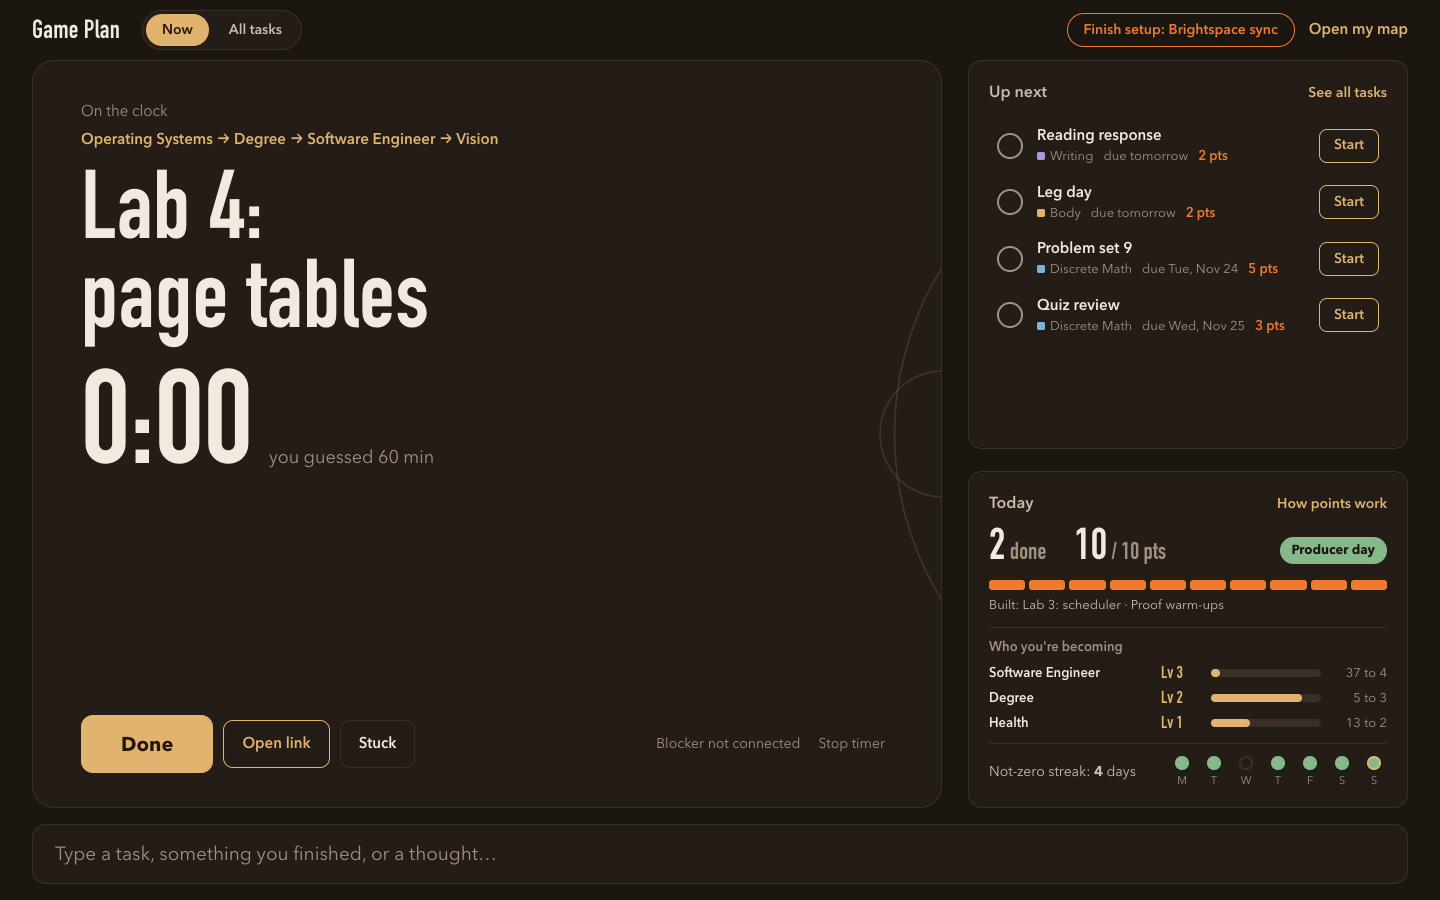 Game Plan
Now
All tasks
Finish setup: Brightspace sync
Open my map
On the clock
Operating Systems → Degree → Software Engineer → Vision
Lab 4:
page tables
0:00 you guessed 60 min
Done
Open link
Stuck
Blocker not connected
Stop timer
Up next
See all tasks
Reading response
Writing due tomorrow 2 pts
Start
Leg day
Body due tomorrow 2 pts
Start
Problem set 9
Discrete Math due Tue, Nov 24 5 pts
Start
Quiz review
Discrete Math due Wed, Nov 25 3 pts
Start
Today
How points work
2 done 10 / 10 pts
Producer day
Built: Lab 3: scheduler · Proof warm-ups
Who you're becoming
Software Engineer Lv 3 37 to 4
Degree Lv 2 5 to 3
Health Lv 1 13 to 2
Not-zero streak: 4 days
M T W T F S S
Type a task, something you finished, or a thought…